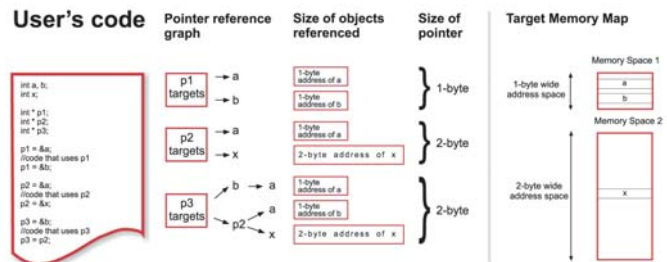 User's code
int a, b;
int x;
int * p1;
int * p2;
int * p3;
p1 = &a;
//code that uses p1
p1 = &b;
p2 = &a;
//code that uses p2
p2 = &x;
p3 = &b;
//code that uses p3
p3 = p2;
Pointer reference
graph
p1
targets
a
b
p2
targets
a
x
p3
targets
b
a
p2
a
x
Size of objects
referenced
1-byte
address of a
1-byte
address of b
1-byte
address of a
2-byte address of x
1-byte
address of a
1-byte
address of b
2-byte address of x
Size of
pointer
1-byte
2-byte
2-byte
Target Memory Map
Memory Space 1
1-byte wide
address space
a
b
Memory Space 2
2-byte wide
address space
x